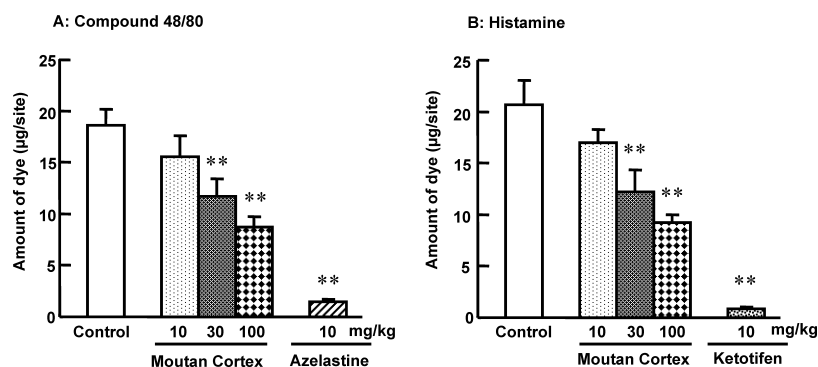 A: Compound 48/80
25
20
15
10
5
0
Amount of dye (μg/site)
**
**
**
Control
10
30
100
10
mg/kg
Moutan Cortex
Azelastine
B: Histamine
25
20
15
10
5
0
Amount of dye (μg/site)
**
**
**
Control
10
30
100
10
mg/kg
Moutan Cortex
Ketotifen